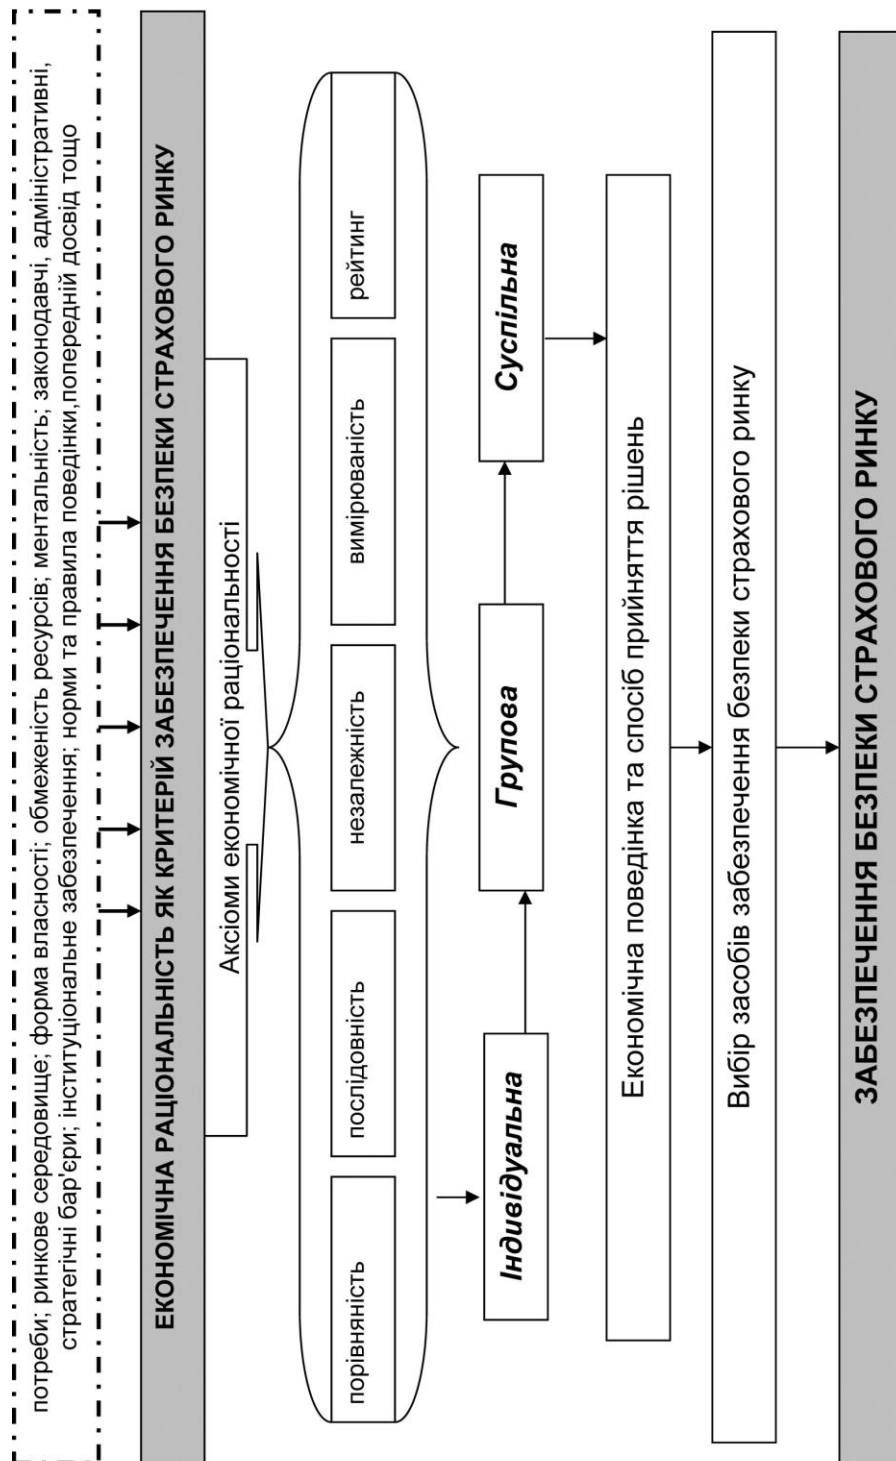 потреби; ринкове середовище; форма власності; обмеженість ресурсів; ментальність; законодавчі, адміністративні,
стратегічні бар'єри; інституціональне забезпечення; норми та правила поведінки,попередній досвід тощо
ЕКОНОМІЧНА РАЦІОНАЛЬНІСТЬ ЯК КРИТЕРІЙ ЗАБЕЗПЕЧЕННЯ БЕЗПЕКИ СТРАХОВОГО РИНКУ
Аксіоми економічної раціональності
порівняність
послідовність
незалежність
вимірюваність
рейтинг
Індивідуальна
Групова
Суспільна
Економічна поведінка та спосіб прийняття рішень
Вибір засобів забезпечення безпеки страхового ринку
ЗАБЕЗПЕЧЕННЯ БЕЗПЕКИ СТРАХОВОГО РИНКУ